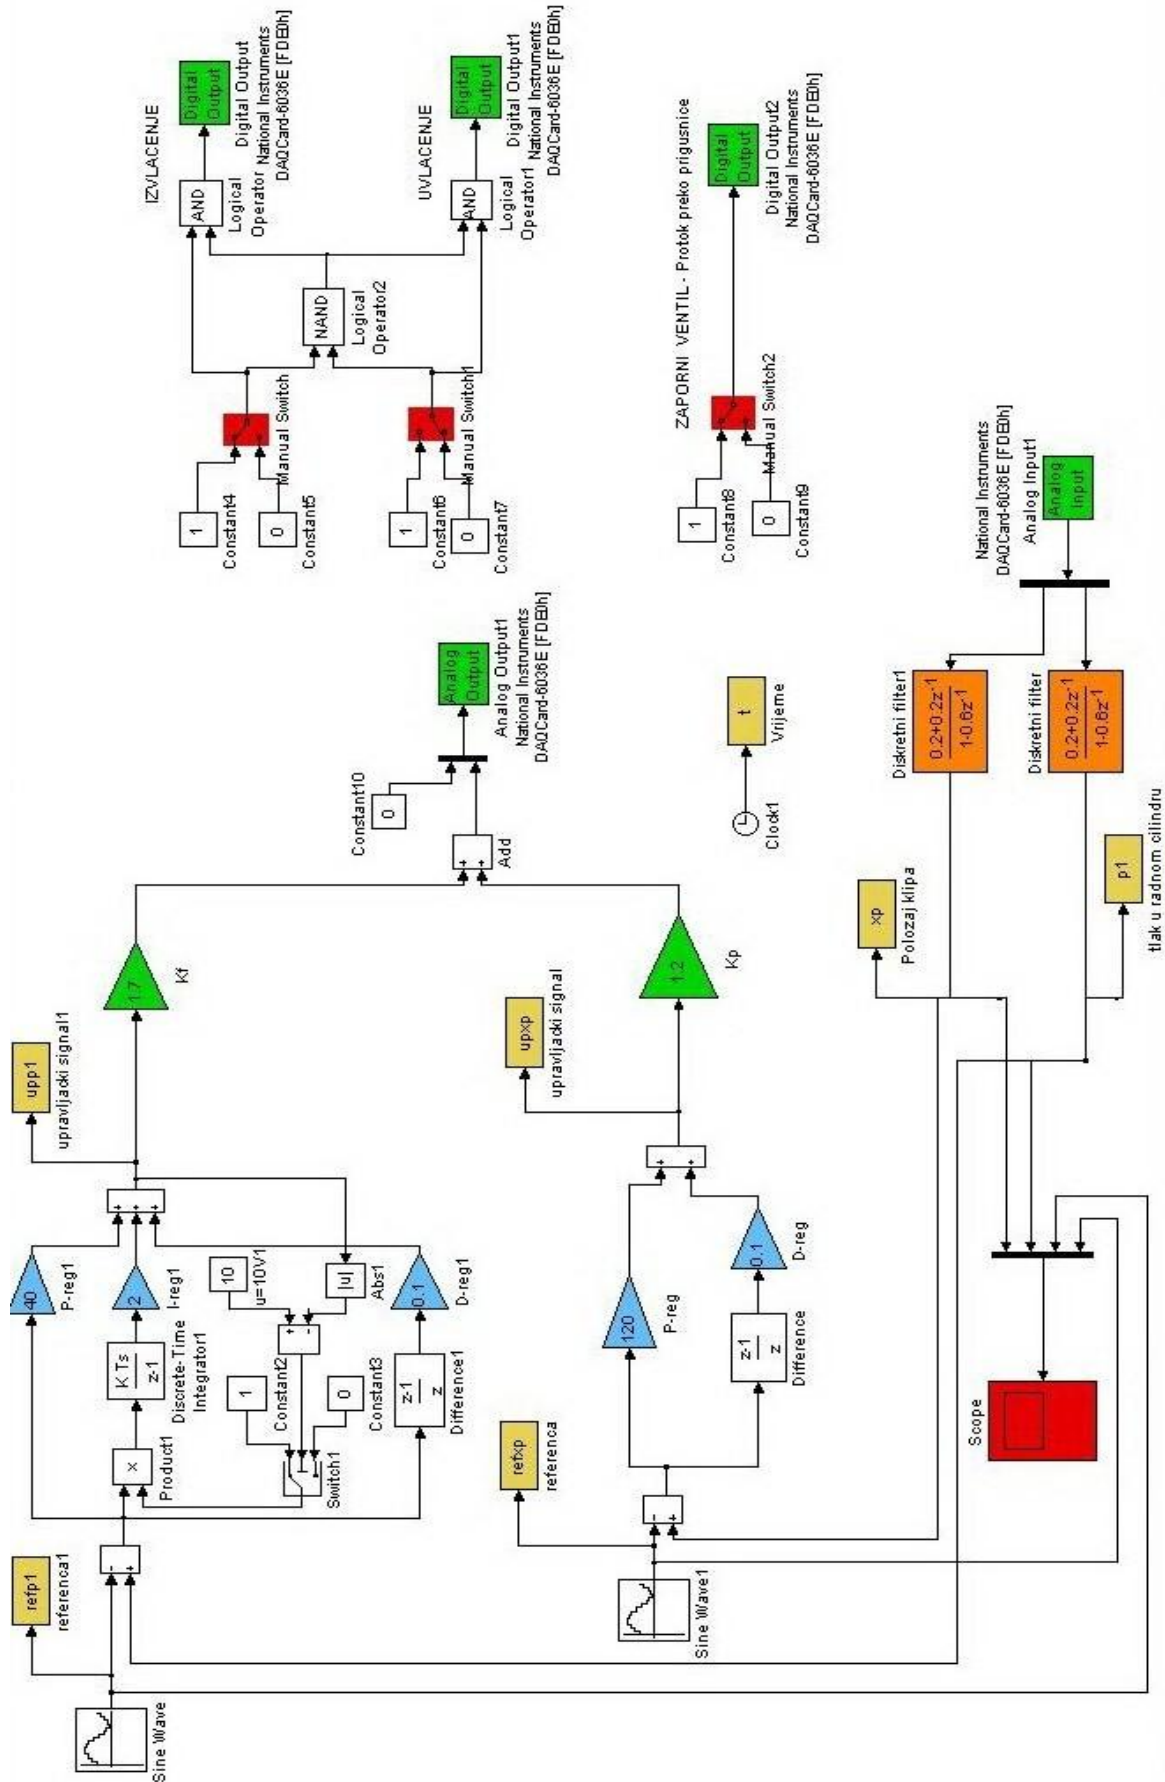 Sine Wave
refp1
referenca1
-
+
40
P-reg1
x
Product1
K Ts
z-1
Discrete-Time
Integrator1
2
I-reg1
10
u=10V1
|u|
Abs1
+
-
1
Constant2
0
Constant3
Switch1
z-1
z
Difference1
0.1
D-reg1
+
+
+
upp1
upravljacki signal1
1.7
Kf
Sine Wave1
refxp
referenca
-
+
120
P-reg
z-1
z
Difference
0.1
D-reg
+
+
upxp
upravljacki signal
1.2
Kp
+
+
Add
0
Constant10
Analog
Output
Analog Output1
National Instruments
DAQCard-6036E [FDE0h]
Clock1
t
Vrijeme
IZVLACENJE
1
Constant4
0
Constant5
Manual Switch
AND
Logical
Operator
Digital
Output
Digital Output
National Instruments
DAQCard-6036E [FDE0h]
NAND
Logical
Operator2
UVLACENJE
1
Constant6
0
Constant7
Manual Switch1
AND
Logical
Operator1
Digital
Output
Digital Output1
National Instruments
DAQCard-6036E [FDE0h]
ZAPORNI VENTIL - Protok preko prigusnice
1
Constant8
0
Constant9
Manual Switch2
Digital
Output
Digital Output2
National Instruments
DAQCard-6036E [FDE0h]
Scope
xp
Polozaj klipa
p1
tlak u radnom cilindru
Diskretni filter1
0.2+0.2z-1
1-0.6z-1
Diskretni filter
0.2+0.2z-1
1-0.6z-1
National Instruments
DAQCard-6036E [FDE0h]
Analog Input1
Analog
Input